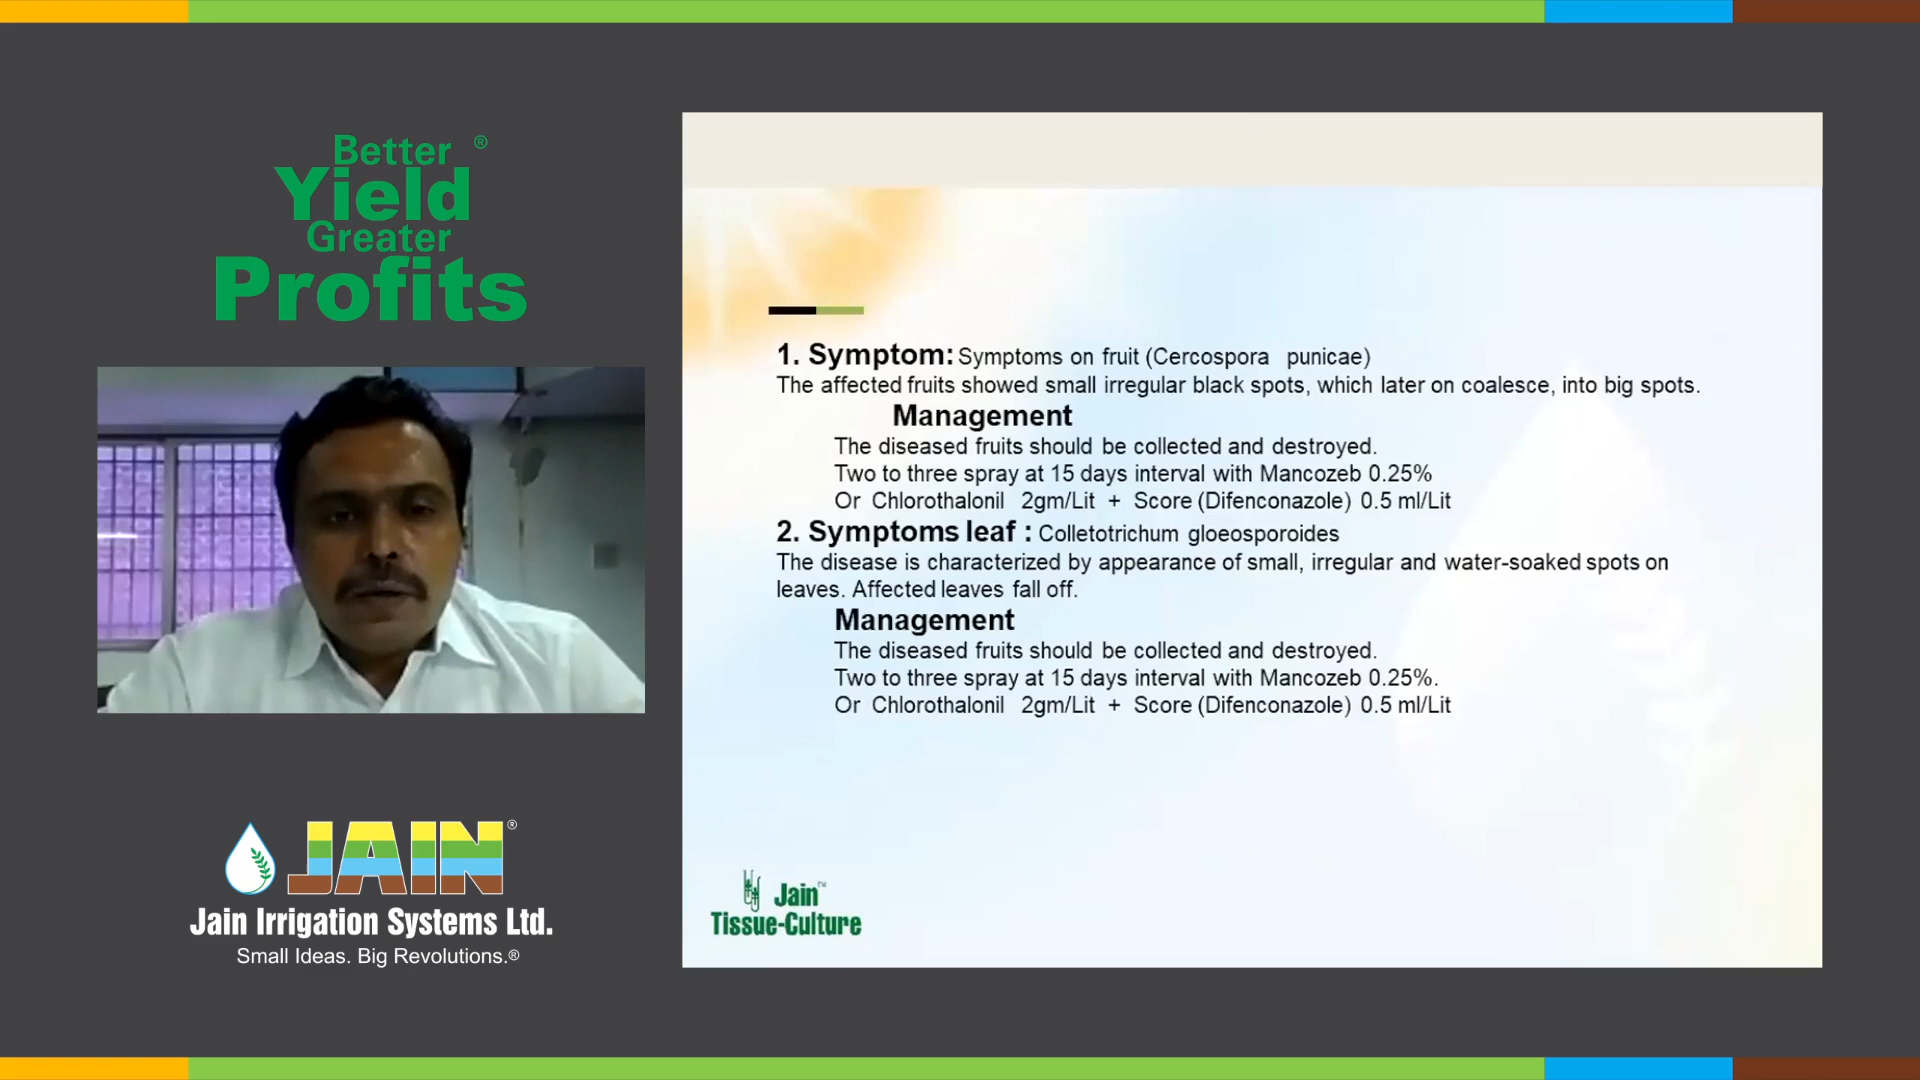 Better ®
Yield
Greater
Profits
JAIN®
Jain Irrigation Systems Ltd.
Small Ideas. Big Revolutions.®
1. Symptom: Symptoms on fruit (Cercospora punicae)
The affected fruits showed small irregular black spots, which later on coalesce, into big spots.
Management
The diseased fruits should be collected and destroyed.
Two to three spray at 15 days interval with Mancozeb 0.25%
Or Chlorothalonil 2gm/Lit + Score (Difenconazole) 0.5 ml/Lit
2. Symptoms leaf : Colletotrichum gloeosporoides
The disease is characterized by appearance of small, irregular and water-soaked spots on
leaves. Affected leaves fall off.
Management
The diseased fruits should be collected and destroyed.
Two to three spray at 15 days interval with Mancozeb 0.25%.
Or Chlorothalonil 2gm/Lit + Score (Difenconazole) 0.5 ml/Lit
Jain™
Tissue-Culture